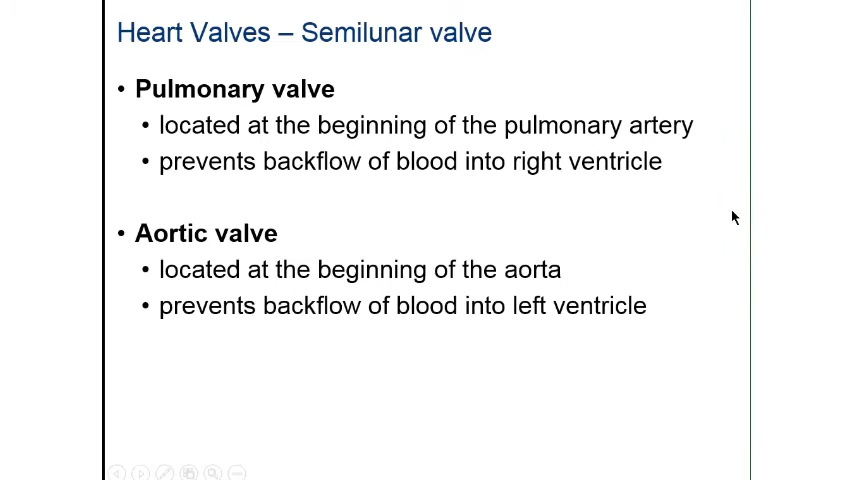 Heart Valves – Semilunar valve
• Pulmonary valve
• located at the beginning of the pulmonary artery
• prevents backflow of blood into right ventricle
• Aortic valve
• located at the beginning of the aorta
• prevents backflow of blood into left ventricle